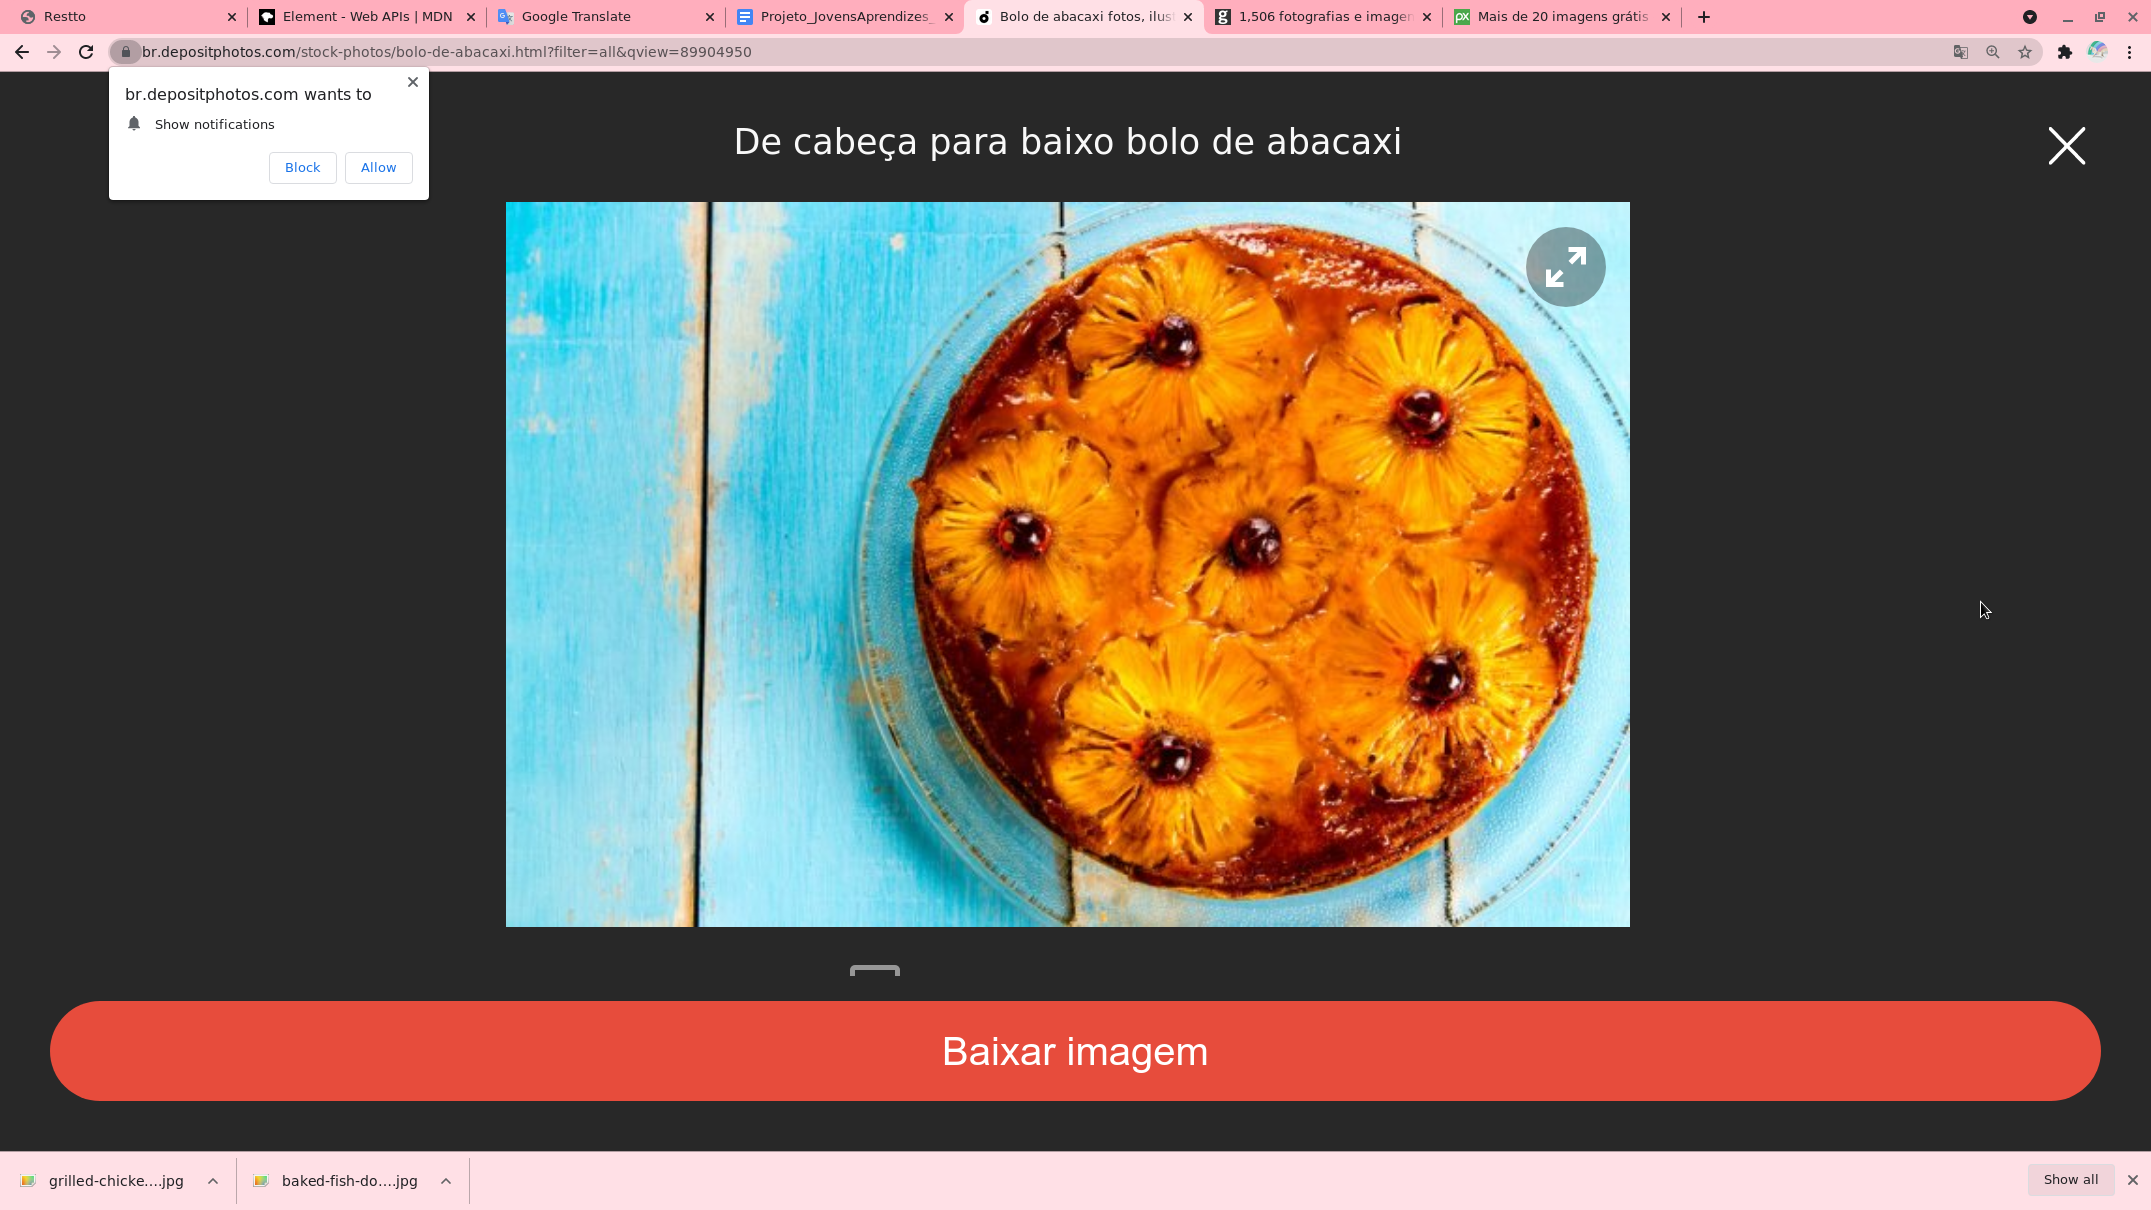 Restto
Element - Web APIs | MDN
Google Translate
Projeto_JovensAprendizes_
Bolo de abacaxi fotos, ilus
1,506 fotografias e imagen
Mais de 20 imagens grátis
br.depositphotos.com/stock-photos/bolo-de-abacaxi.html?filter=all&qview=89904950
br.depositphotos.com wants to
Show notifications
Block
Allow
De cabeça para baixo bolo de abacaxi
Baixar imagem
grilled-chicke....jpg
baked-fish-do....jpg
Show all